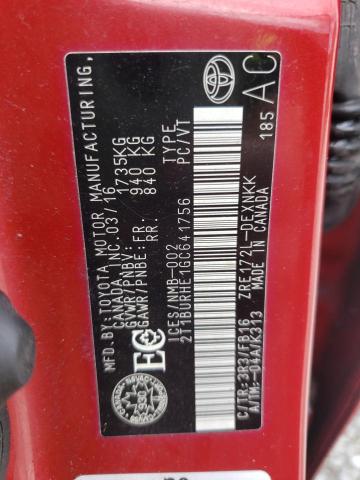 MFD.BY:TOYOTA MOTOR MANUFACTURING,
CANADA INC.03/16
GVWR/PNBV: 1735KG
GAWR/PNBE:FR: 940 KG
RR: 840 KG
ICES/NMB-002 TYPE
2T1BURHE1GC641756 PC/VT
EC
C/TR:3R3/FB16 ZRE172L-DEXNKK
A/TM:-04A/K313 MADE IN CANADA
185 AC